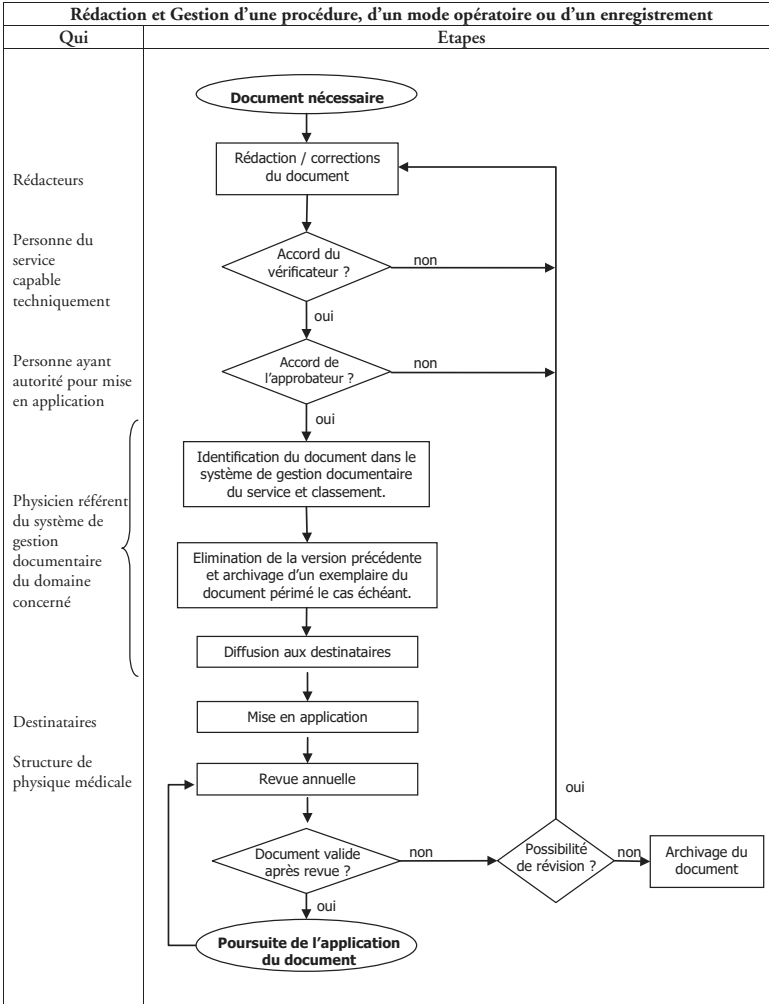 Rédaction et Gestion d'une procédure, d'un mode opératoire ou d'un enregistrement
Qui
Etapes
Document nécessaire
Rédacteurs
Rédaction / corrections
du document
Personne du
service
capable
techniquement
Accord du
vérificateur ?
non
oui
Personne ayant
autorité pour mise
en application
Accord de
l'approbateur ?
non
oui
Physicien référent
du système de
gestion
documentaire
du domaine
concerné
Identification du document dans le
système de gestion documentaire
du service et classement.
Elimination de la version précédente
et archivage d'un exemplaire du
document périmé le cas échéant.
Diffusion aux destinataires
Destinataires
Mise en application
Structure de
physique médicale
Revue annuelle
Document valide
après revue ?
non
oui
Possibilité
de révision ?
oui
non
Archivage du
document
Poursuite de l'application
du document